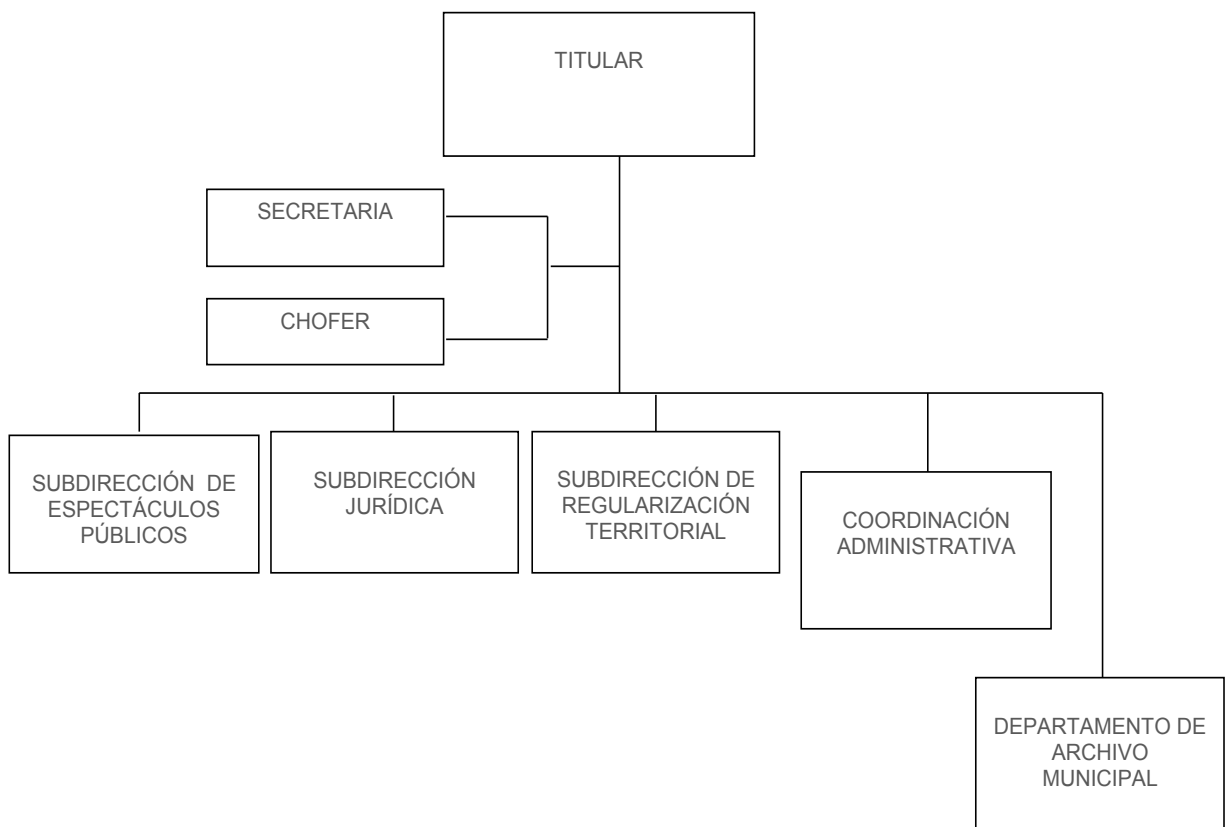 TITULAR
SECRETARIA
CHOFER
SUBDIRECCIÓN DE
ESPECTÁCULOS
PÚBLICOS
SUBDIRECCIÓN
JURÍDICA
SUBDIRECCIÓN DE
REGULARIZACIÓN
TERRITORIAL
COORDINACIÓN
ADMINISTRATIVA
DEPARTAMENTO DE
ARCHIVO
MUNICIPAL